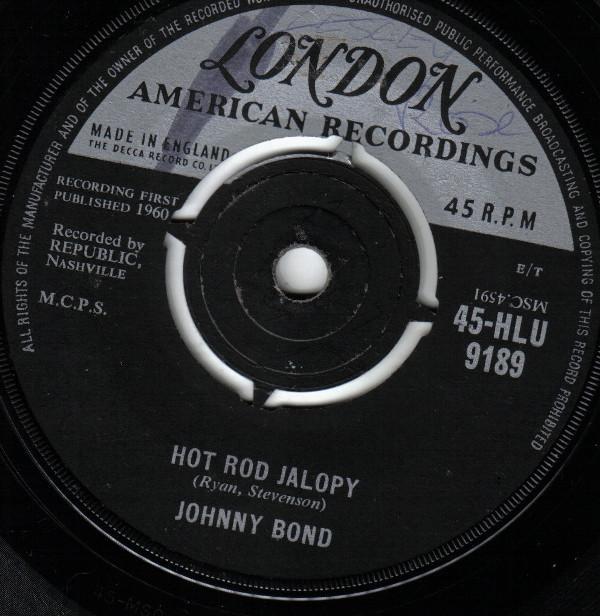 ALL RIGHTS OF THE MANUFACTURER AND OF THE OWNER OF THE RECORDED WORK
UNAUTHORISED PUBLIC PERFORMANCE BROADCASTING AND COPYING OF THIS RECORD PROHIBITED
LONDON
AMERICAN RECORDINGS
MADE IN ENGLAND
THE DECCA RECORD CO.
RECORDING FIRST
PUBLISHED 1960
45 R.P.M
Recorded by
REPUBLIC,
NASHVILLE
E/T
MSC.4591
M.C.P.S.
45-HLU
9189
HOT ROD JALOPY
(Ryan, Stevenson)
JOHNNY BOND